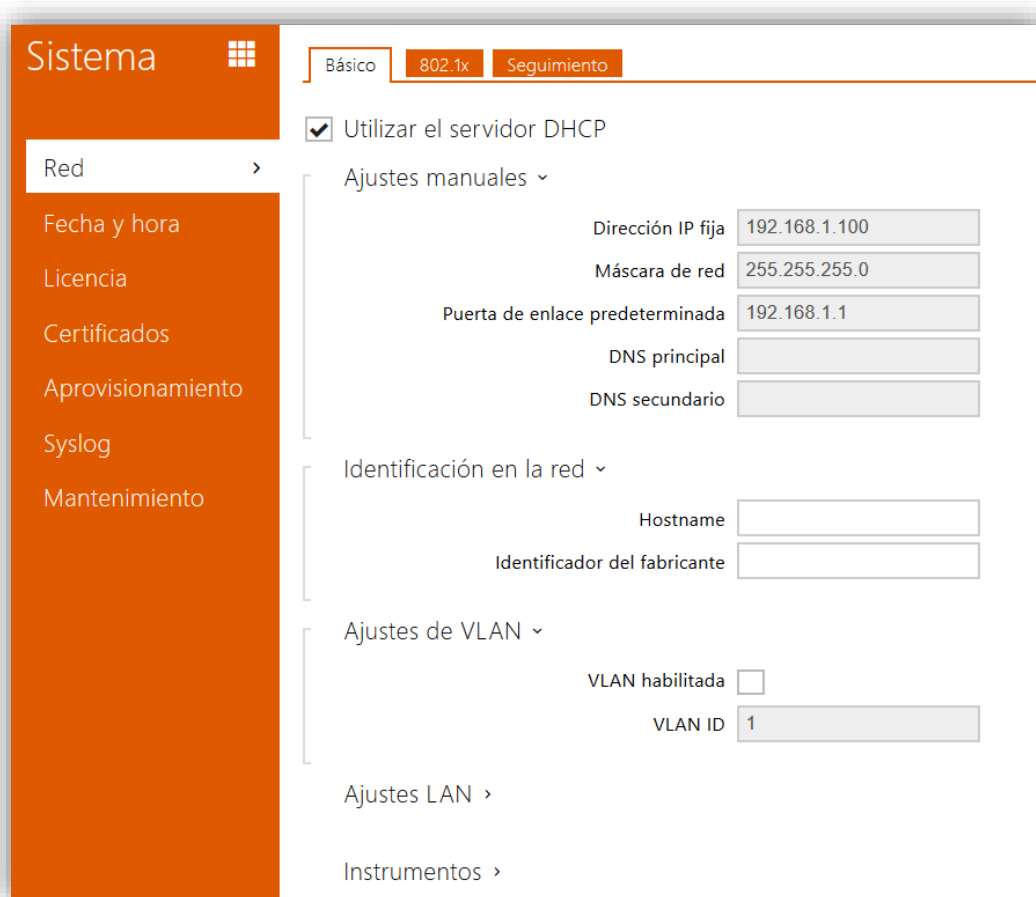 Sistema
Red
Fecha y hora
Licencia
Certificados
Aprovisionamiento
Syslog
Mantenimiento
Básico 802.1x Seguimiento
Utilizar el servidor DHCP
Ajustes manuales
Dirección IP fija 192.168.1.100
Máscara de red 255.255.255.0
Puerta de enlace predeterminada 192.168.1.1
DNS principal
DNS secundario
Identificación en la red
Hostname
Identificador del fabricante
Ajustes de VLAN
VLAN habilitada
VLAN ID 1
Ajustes LAN
Instrumentos